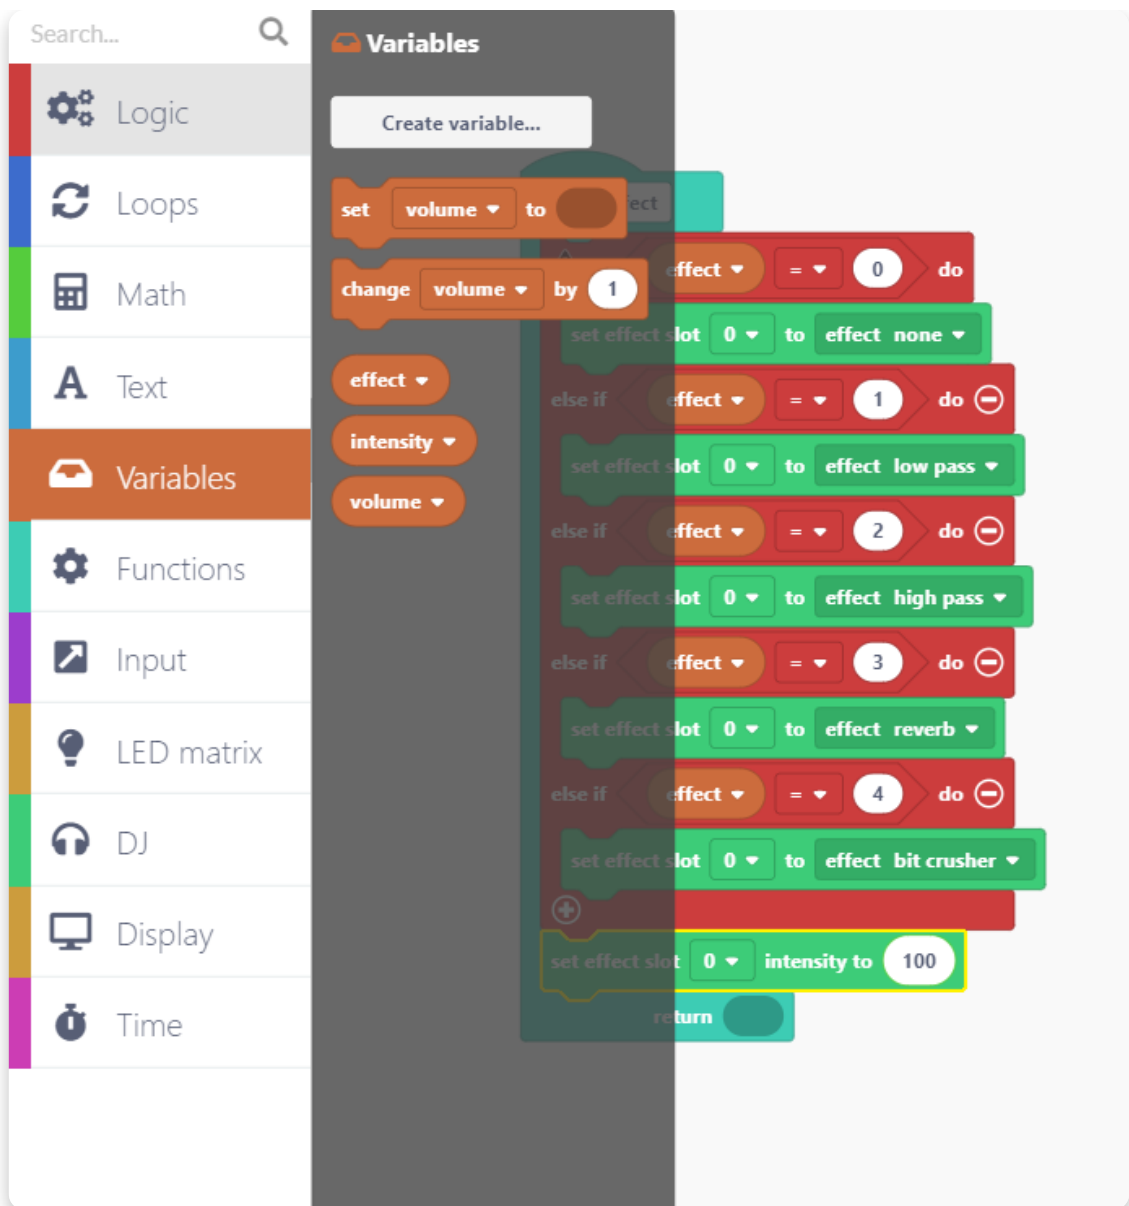 Search...
Logic
Loops
Math
Text
Variables
Functions
Input
LED matrix
DJ
Display
Time
Variables
Create variable...
set volume to
change volume by 1
effect
intensity
volume
effect = 0 do
set effect slot 0 to effect none
else if effect = 1 do
set effect slot 0 to effect low pass
else if effect = 2 do
set effect slot 0 to effect high pass
else if effect = 3 do
set effect slot 0 to effect reverb
else if effect = 4 do
set effect slot 0 to effect bit crusher
set effect slot 0 intensity to 100
return